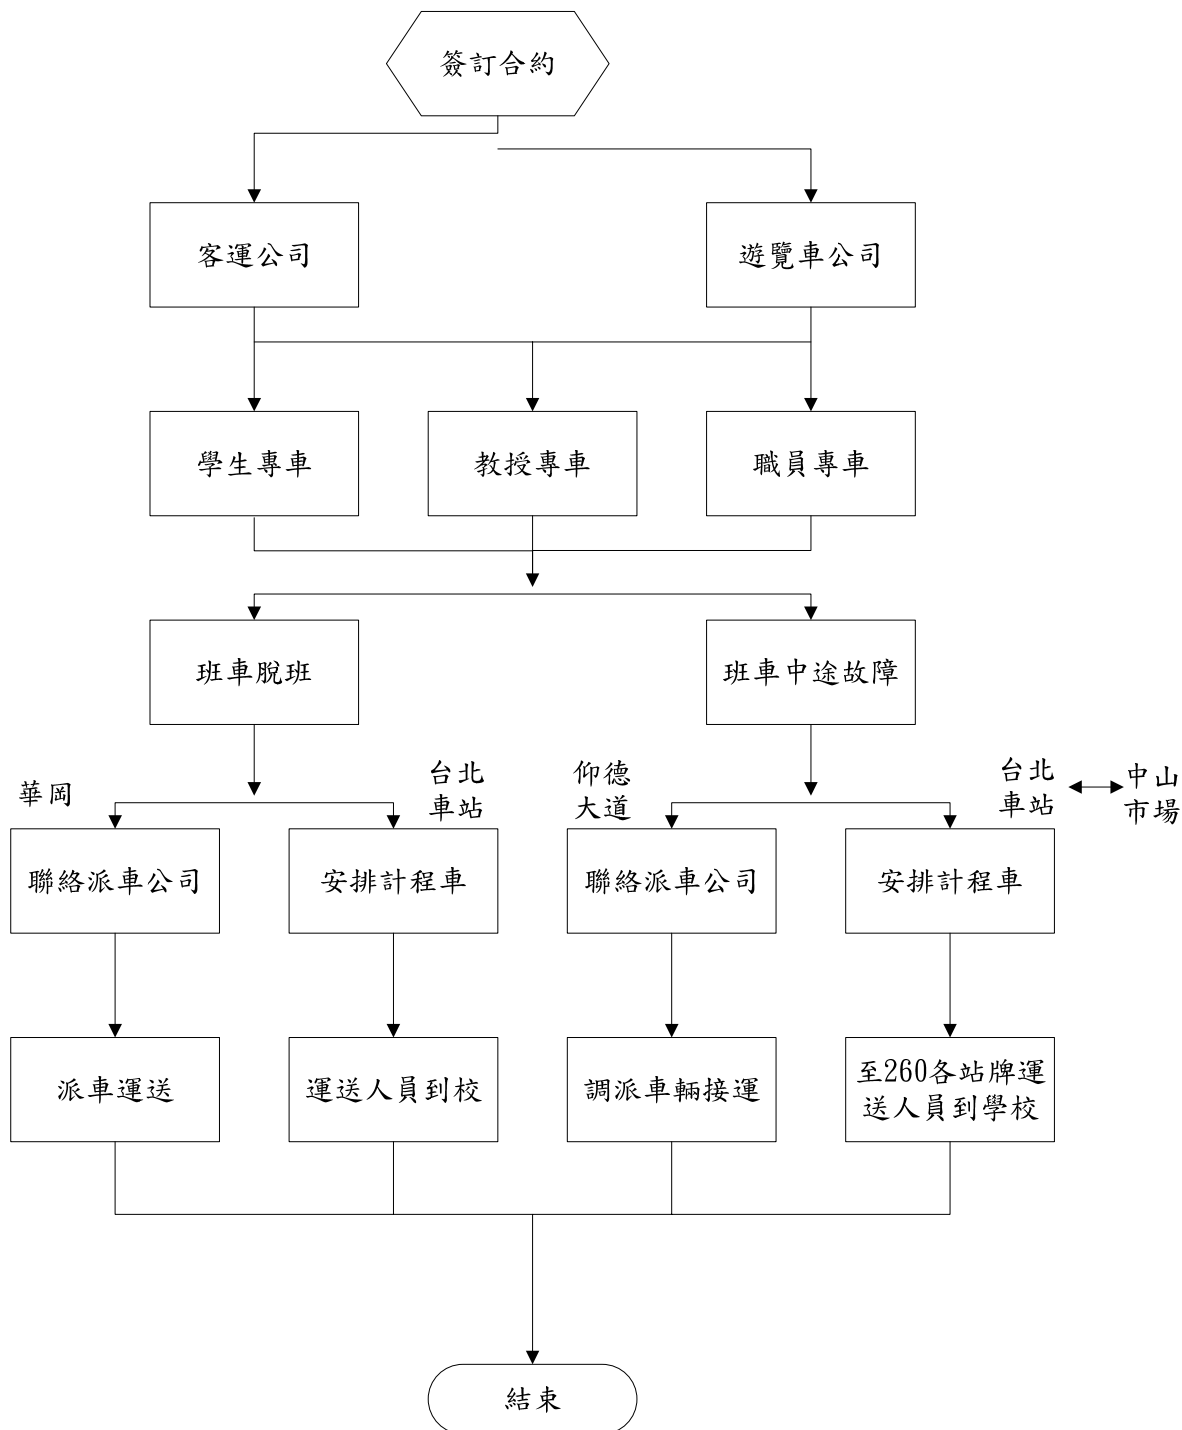 簽訂合約
客運公司
遊覽車公司
學生專車
教授專車
職員專車
班車脫班
班車中途故障
華岡
台北
車站
仰德
大道
台北
車站
中山
市場
聯絡派車公司
安排計程車
聯絡派車公司
安排計程車
派車運送
運送人員到校
調派車輛接運
至260各站牌運
送人員到學校
結束